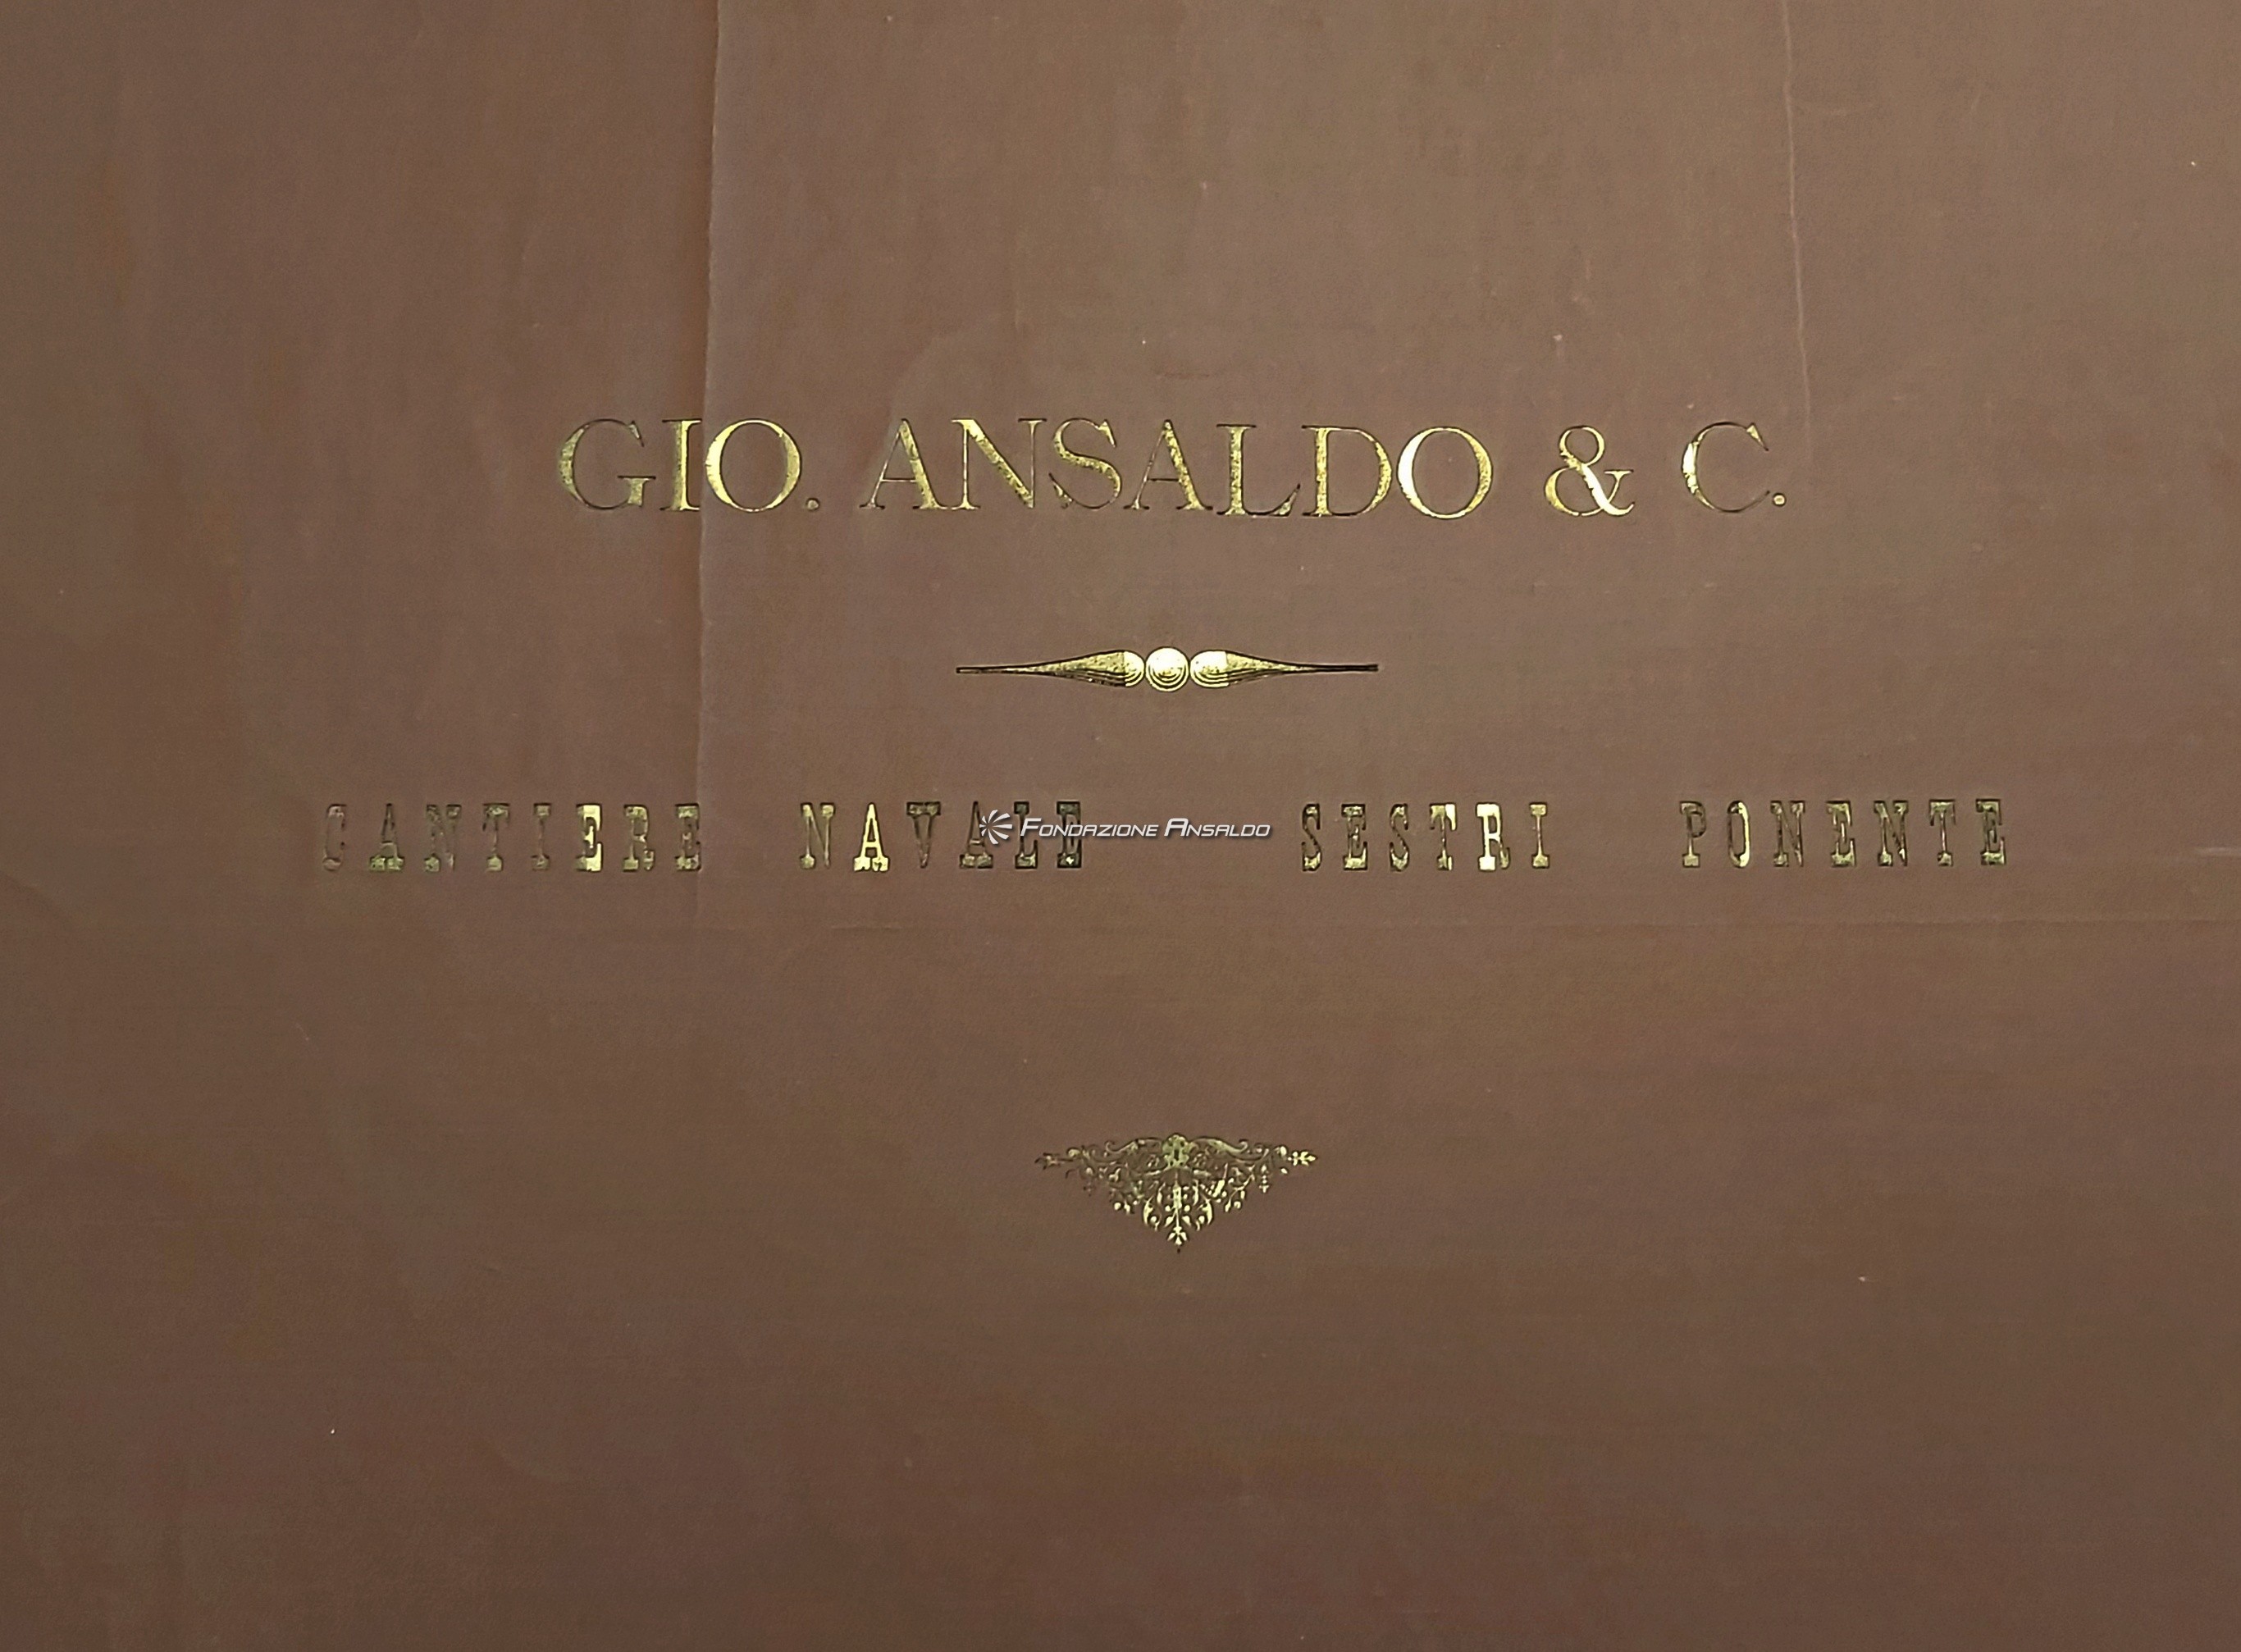 GIO. ANSALDO & C.
CANTIERE NAVALE SESTRI PONENTE
FONDAZIONE ANSALDO